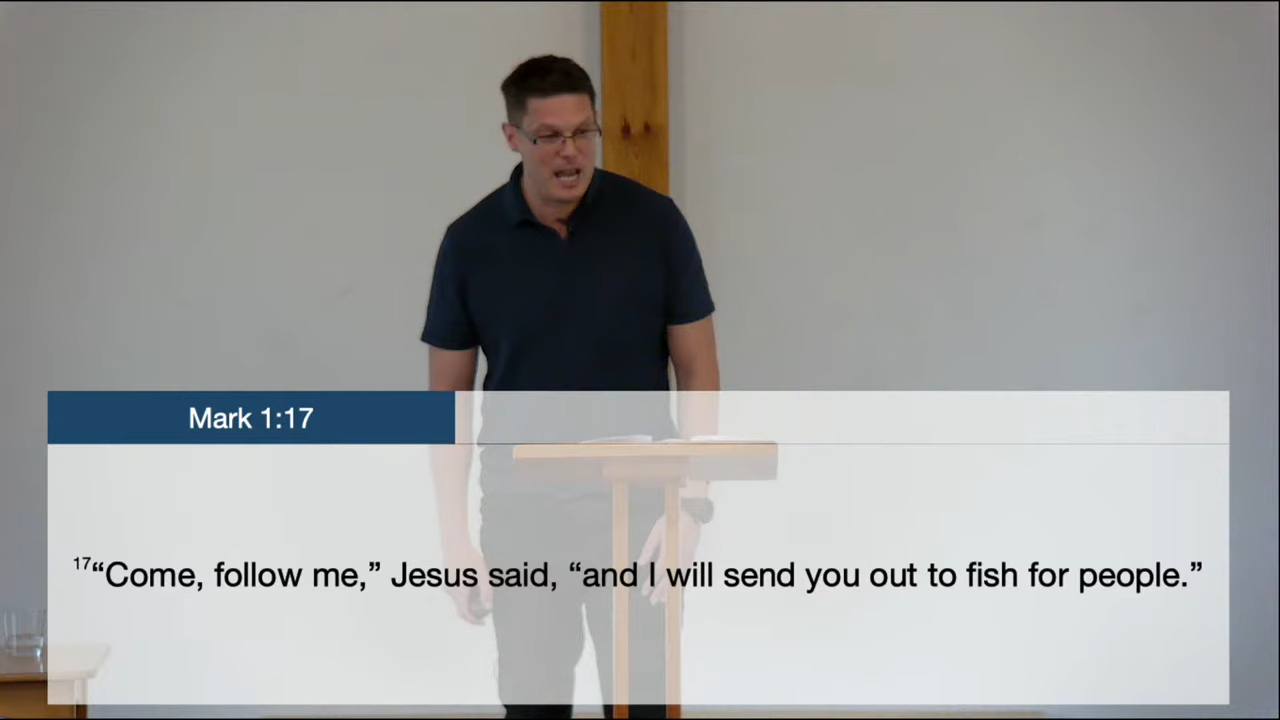 Mark 1:17
17“Come, follow me,” Jesus said, “and I will send you out to fish for people.”